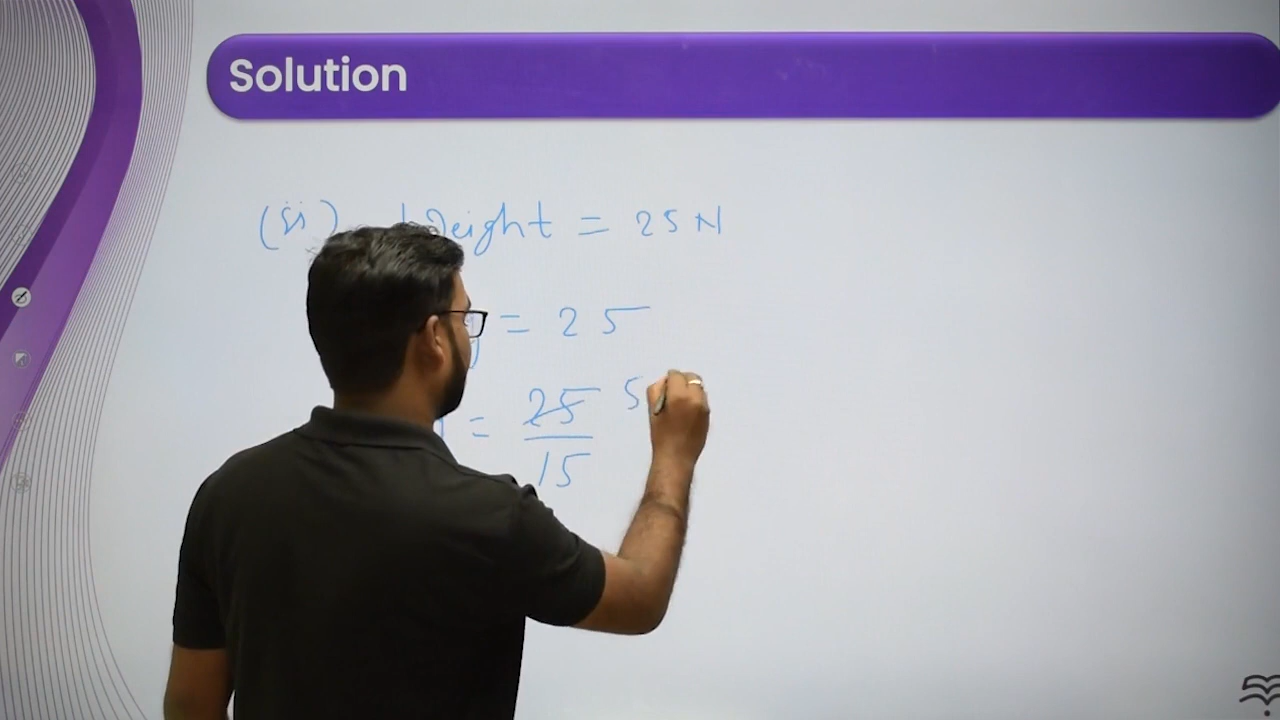 Solution
(ii) Weight = 25 N
g = 25
= 25 5
15